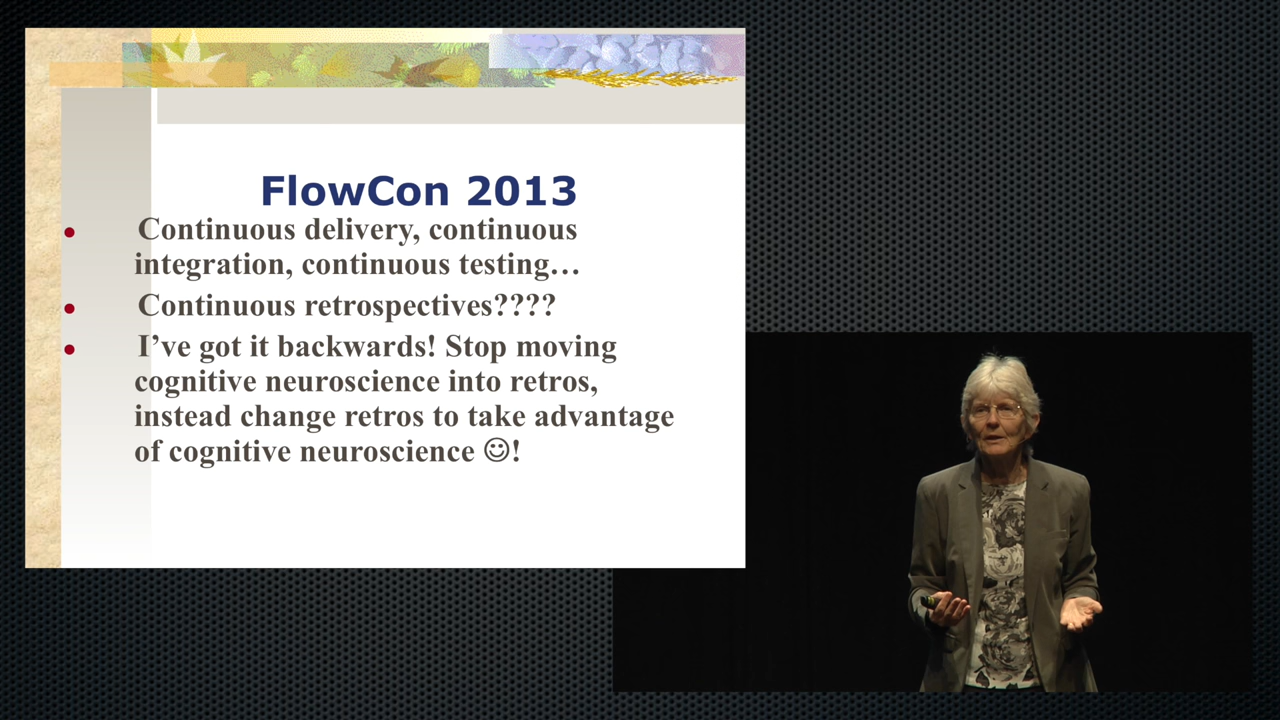 FlowCon 2013
Continuous delivery, continuous
integration, continuous testing…
Continuous retrospectives????
I’ve got it backwards! Stop moving
cognitive neuroscience into retros,
instead change retros to take advantage
of cognitive neuroscience ☺!